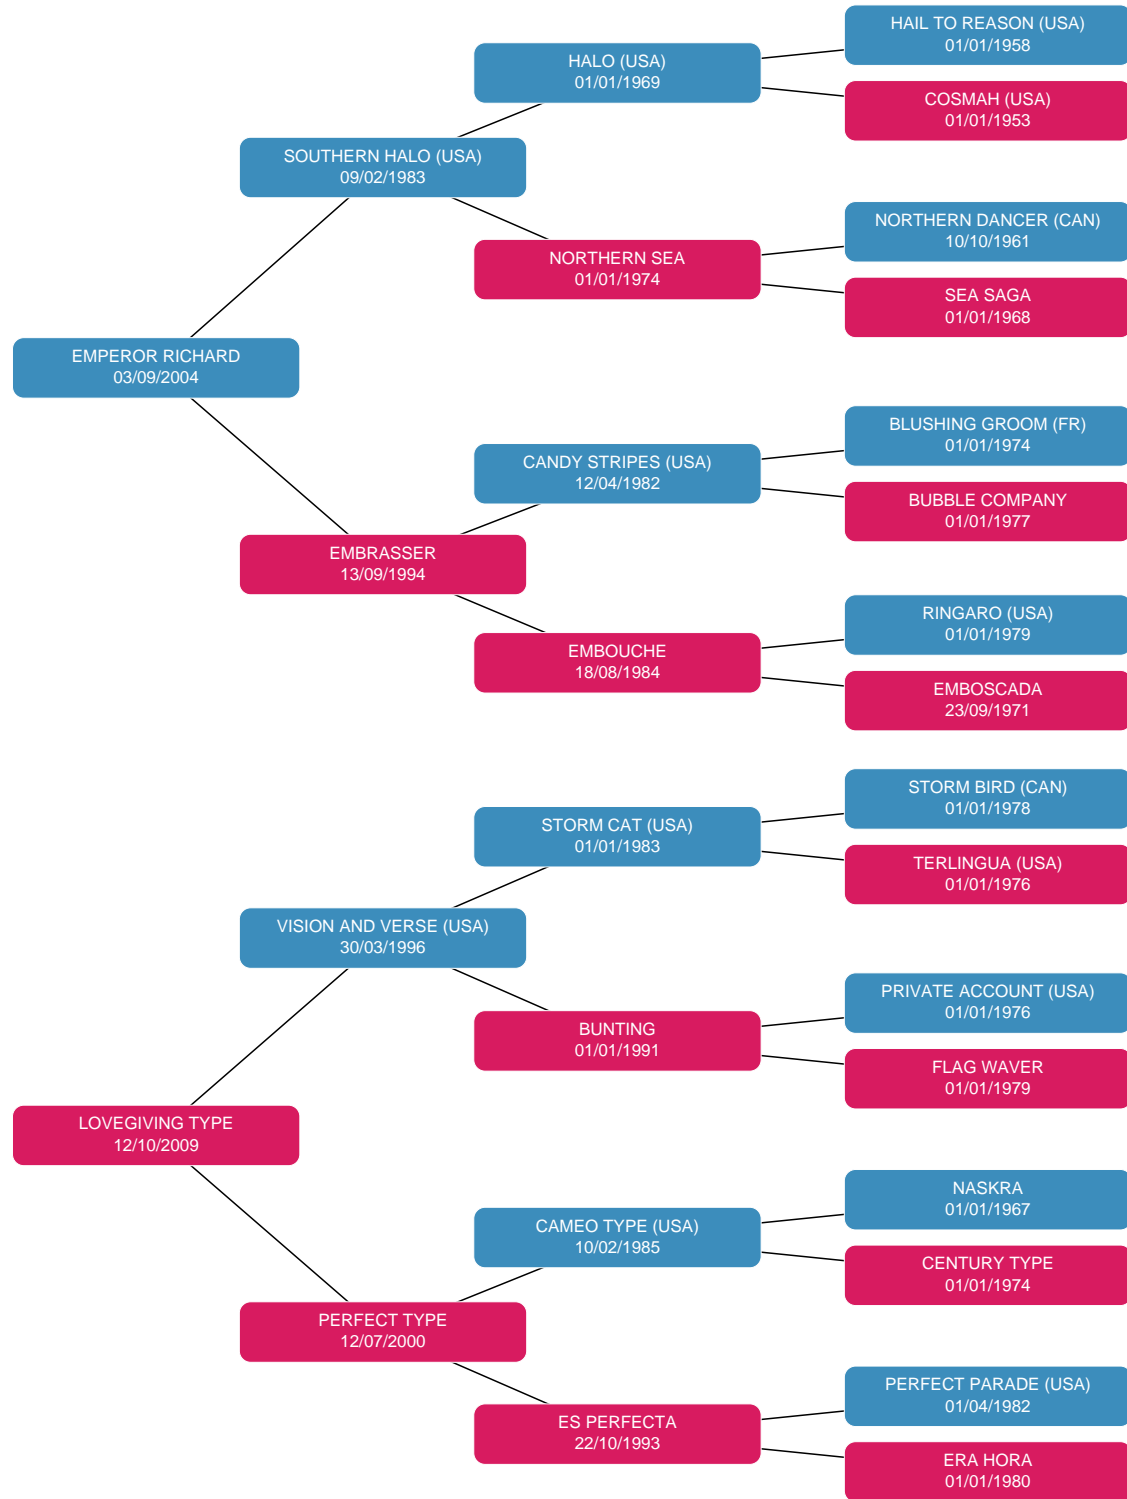 HAIL TO REASON (USA)
01/01/1958
HALO (USA)
01/01/1969
COSMAH (USA)
01/01/1953
SOUTHERN HALO (USA)
09/02/1983
NORTHERN DANCER (CAN)
10/10/1961
NORTHERN SEA
01/01/1974
SEA SAGA
01/01/1968
EMPEROR RICHARD
03/09/2004
BLUSHING GROOM (FR)
01/01/1974
CANDY STRIPES (USA)
12/04/1982
BUBBLE COMPANY
01/01/1977
EMBRASSER
13/09/1994
RINGARO (USA)
01/01/1979
EMBOUCHE
18/08/1984
EMBOSCADA
23/09/1971
STORM BIRD (CAN)
01/01/1978
STORM CAT (USA)
01/01/1983
TERLINGUA (USA)
01/01/1976
VISION AND VERSE (USA)
30/03/1996
PRIVATE ACCOUNT (USA)
01/01/1976
BUNTING
01/01/1991
FLAG WAVER
01/01/1979
LOVEGIVING TYPE
12/10/2009
NASKRA
01/01/1967
CAMEO TYPE (USA)
10/02/1985
CENTURY TYPE
01/01/1974
PERFECT TYPE
12/07/2000
PERFECT PARADE (USA)
01/04/1982
ES PERFECTA
22/10/1993
ERA HORA
01/01/1980